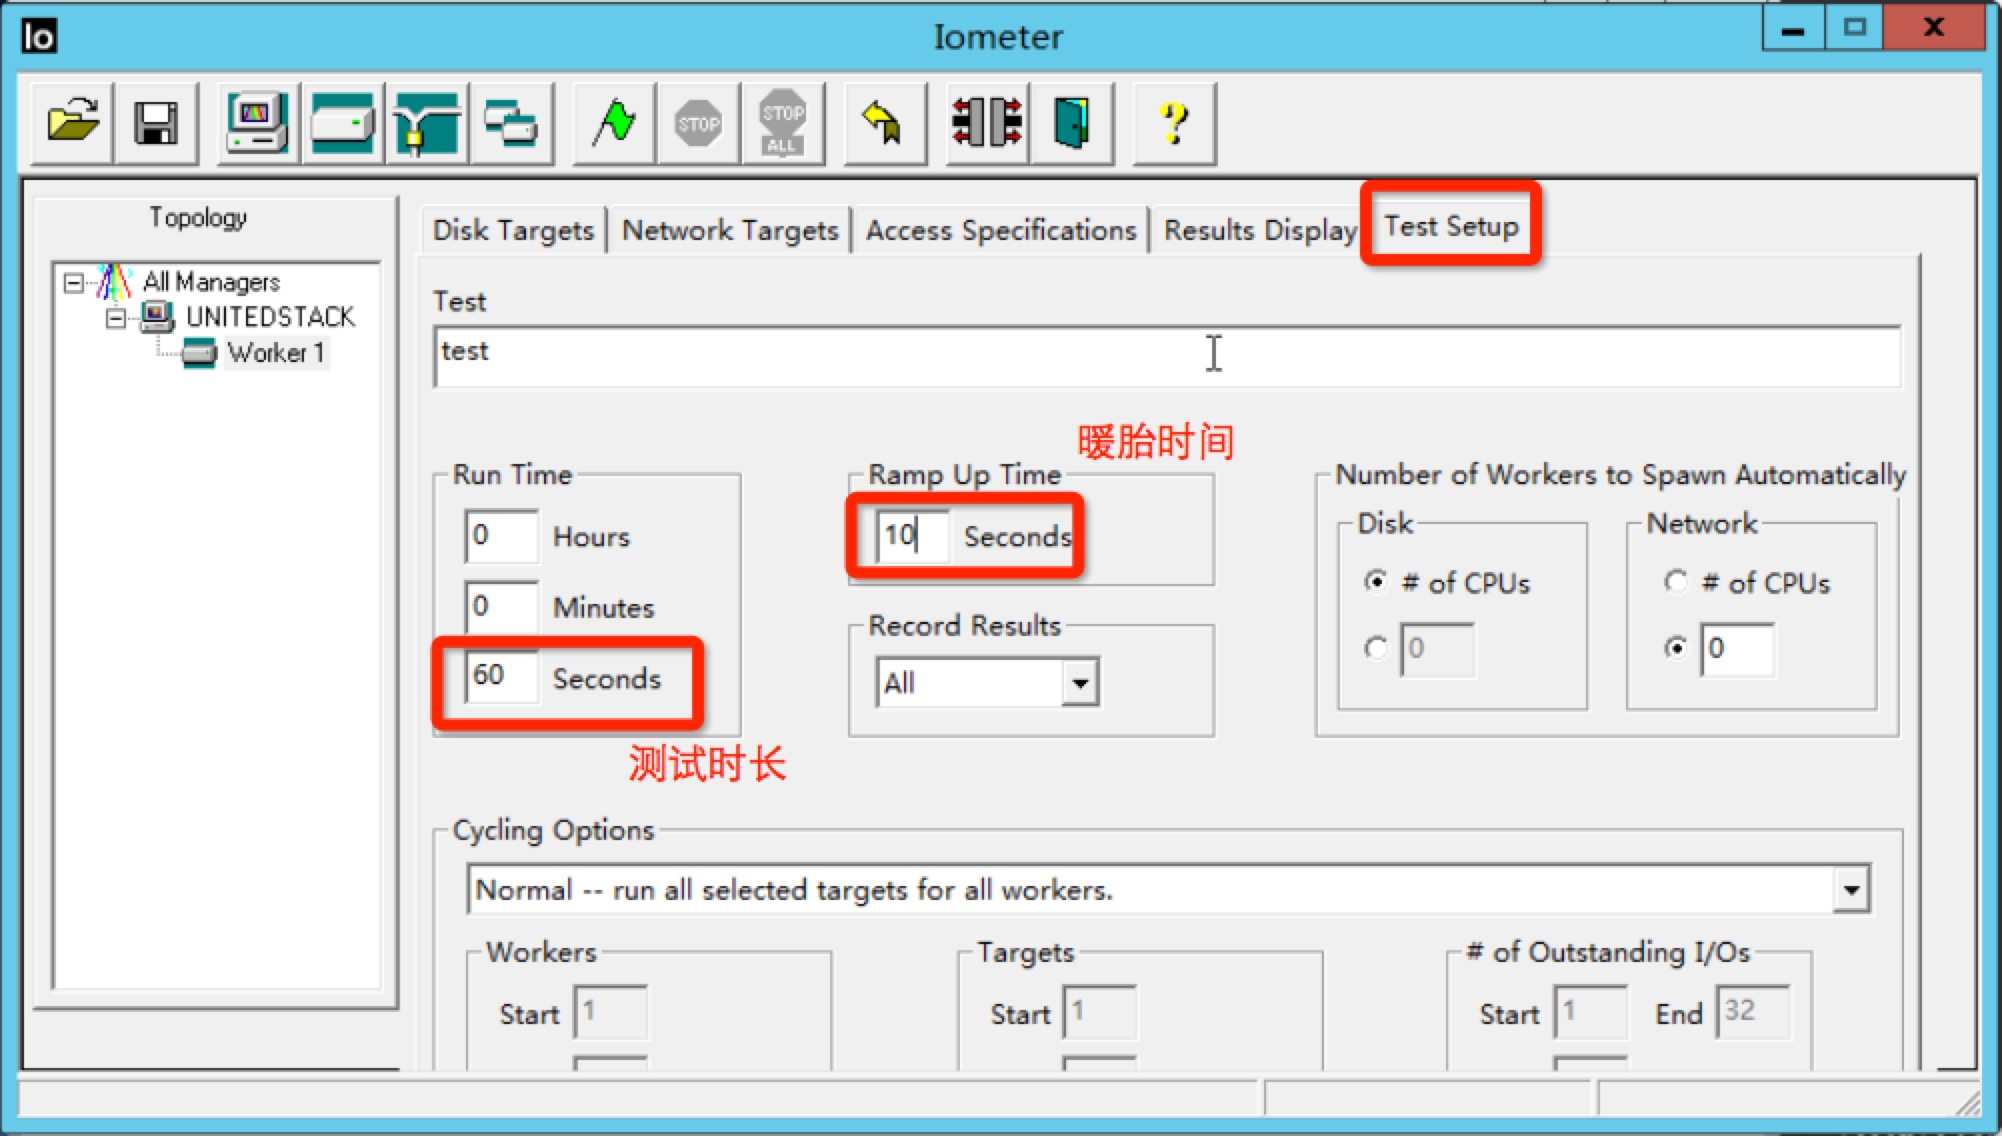 Io
Iometer
STOP
STOP
ALL
?
Topology
All Managers
UNITEDSTACK
Worker 1
Disk Targets
Network Targets
Access Specifications
Results Display
Test Setup
Test
test
暖胎时间
Run Time
0 Hours
0 Minutes
60 Seconds
测试时长
Ramp Up Time
10 Seconds
Record Results
All
Number of Workers to Spawn Automatically
Disk
# of CPUs
0
Network
# of CPUs
0
Cycling Options
Normal -- run all selected targets for all workers.
Workers
Start 1
Targets
Start 1
# of Outstanding I/Os
Start 1 End 32